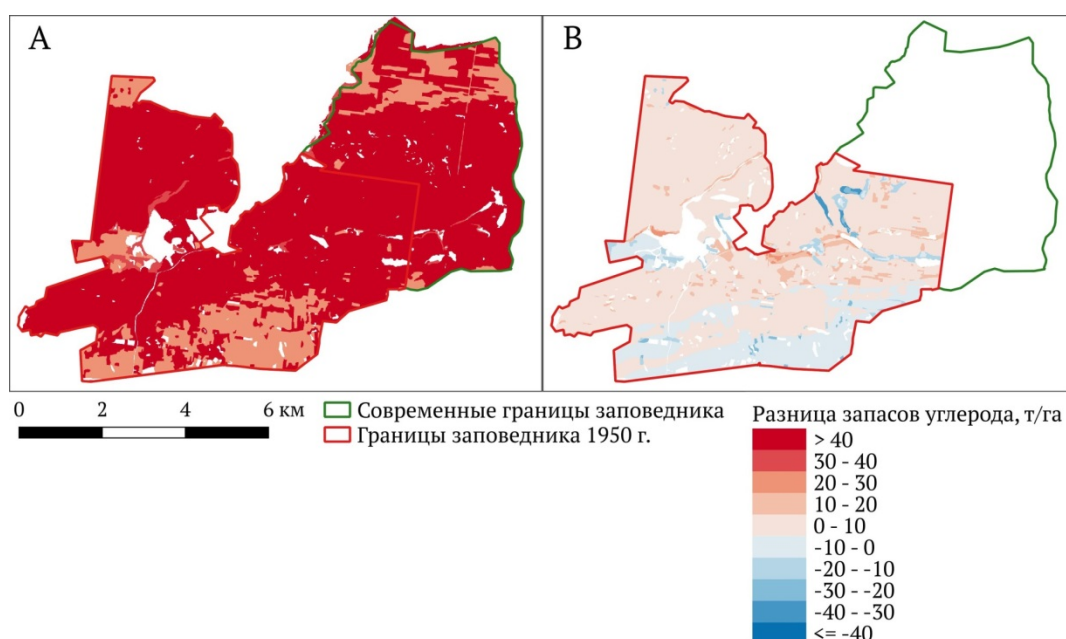 A
B
0 2 4 6 км
Современные границы заповедника
Границы заповедника 1950 г.
Разница запасов углерода, т/га
> 40
30 - 40
20 - 30
10 - 20
0 - 10
-10 - 0
-20 - -10
-30 - -20
-40 - -30
<= -40